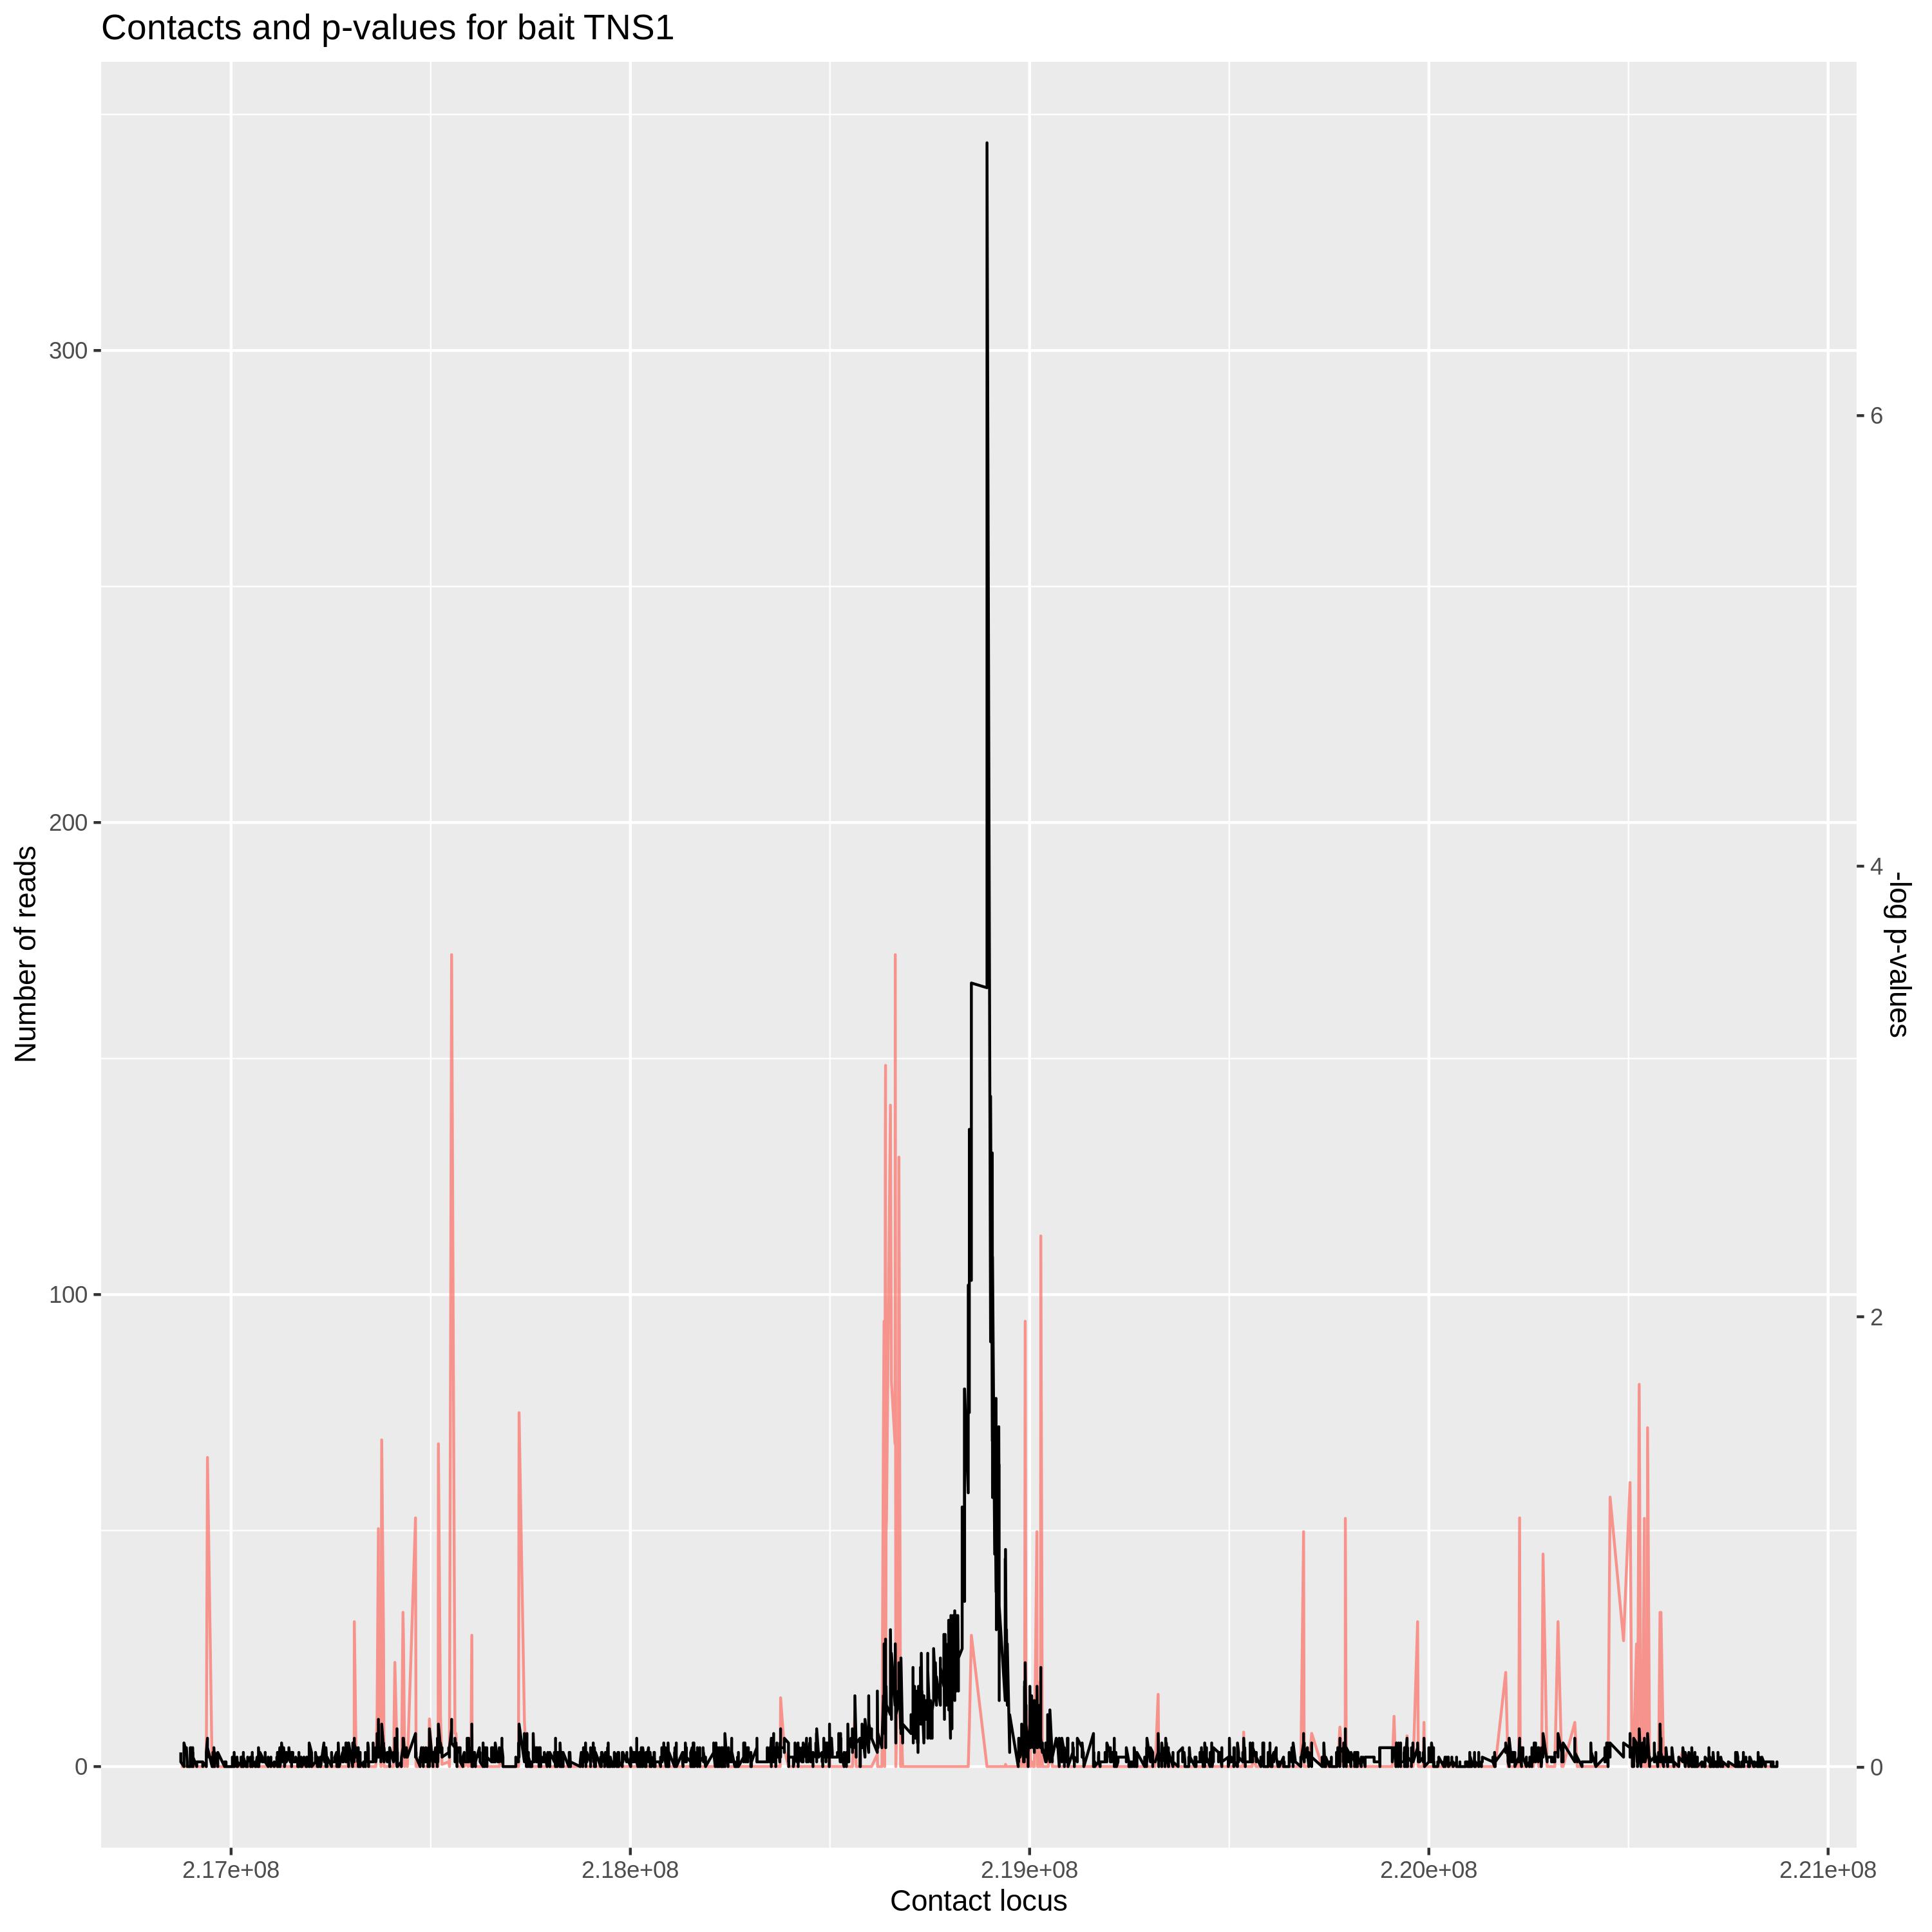 Contacts and p-values for bait TNS1
300
200
100
0
Number of reads
6
4
2
0
-log p-values
2.17e+08
2.18e+08
2.19e+08
2.20e+08
2.21e+08
Contact locus